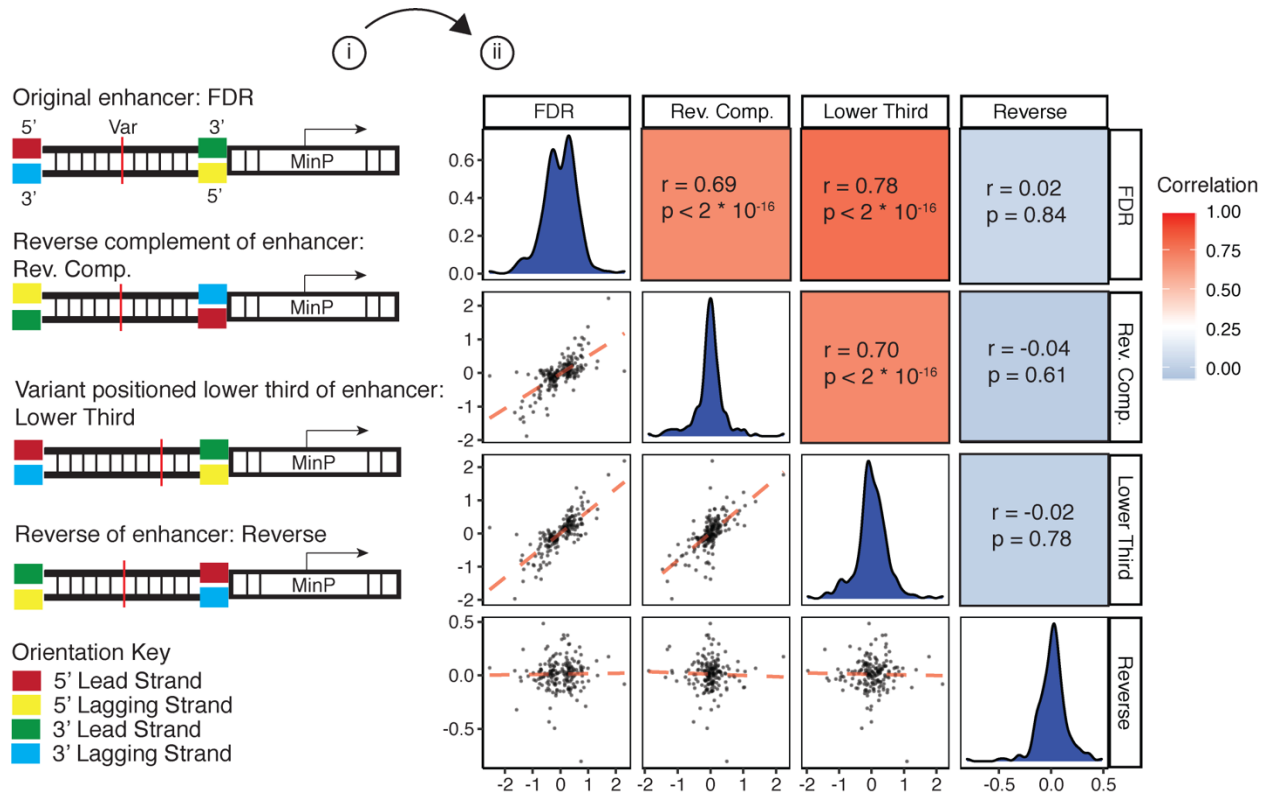 i
ii
Original enhancer: FDR
5’ Var 3’
MinP
3’ 5’
Reverse complement of enhancer:
Rev. Comp.
MinP
Variant positioned lower third of enhancer:
Lower Third
MinP
Reverse of enhancer: Reverse
MinP
Orientation Key
5’ Lead Strand
5’ Lagging Strand
3’ Lead Strand
3’ Lagging Strand
FDR Rev. Comp. Lower Third Reverse
0.6
0.4
0.2
0.0
r = 0.69
p < 2 * 10⁻¹⁶
r = 0.78
p < 2 * 10⁻¹⁶
r = 0.02
p = 0.84
FDR
2
1
0
-1
-2
r = 0.70
p < 2 * 10⁻¹⁶
r = -0.04
p = 0.61
Rev. Comp.
2
1
0
-1
-2
r = -0.02
p = 0.78
Lower Third
0.5
0.0
-0.5
Reverse
-2 -1 0 1 2
-2 -1 0 1 2
-2 -1 0 1 2
-0.5 0.0 0.5
Correlation
1.00
0.75
0.50
0.25
0.00